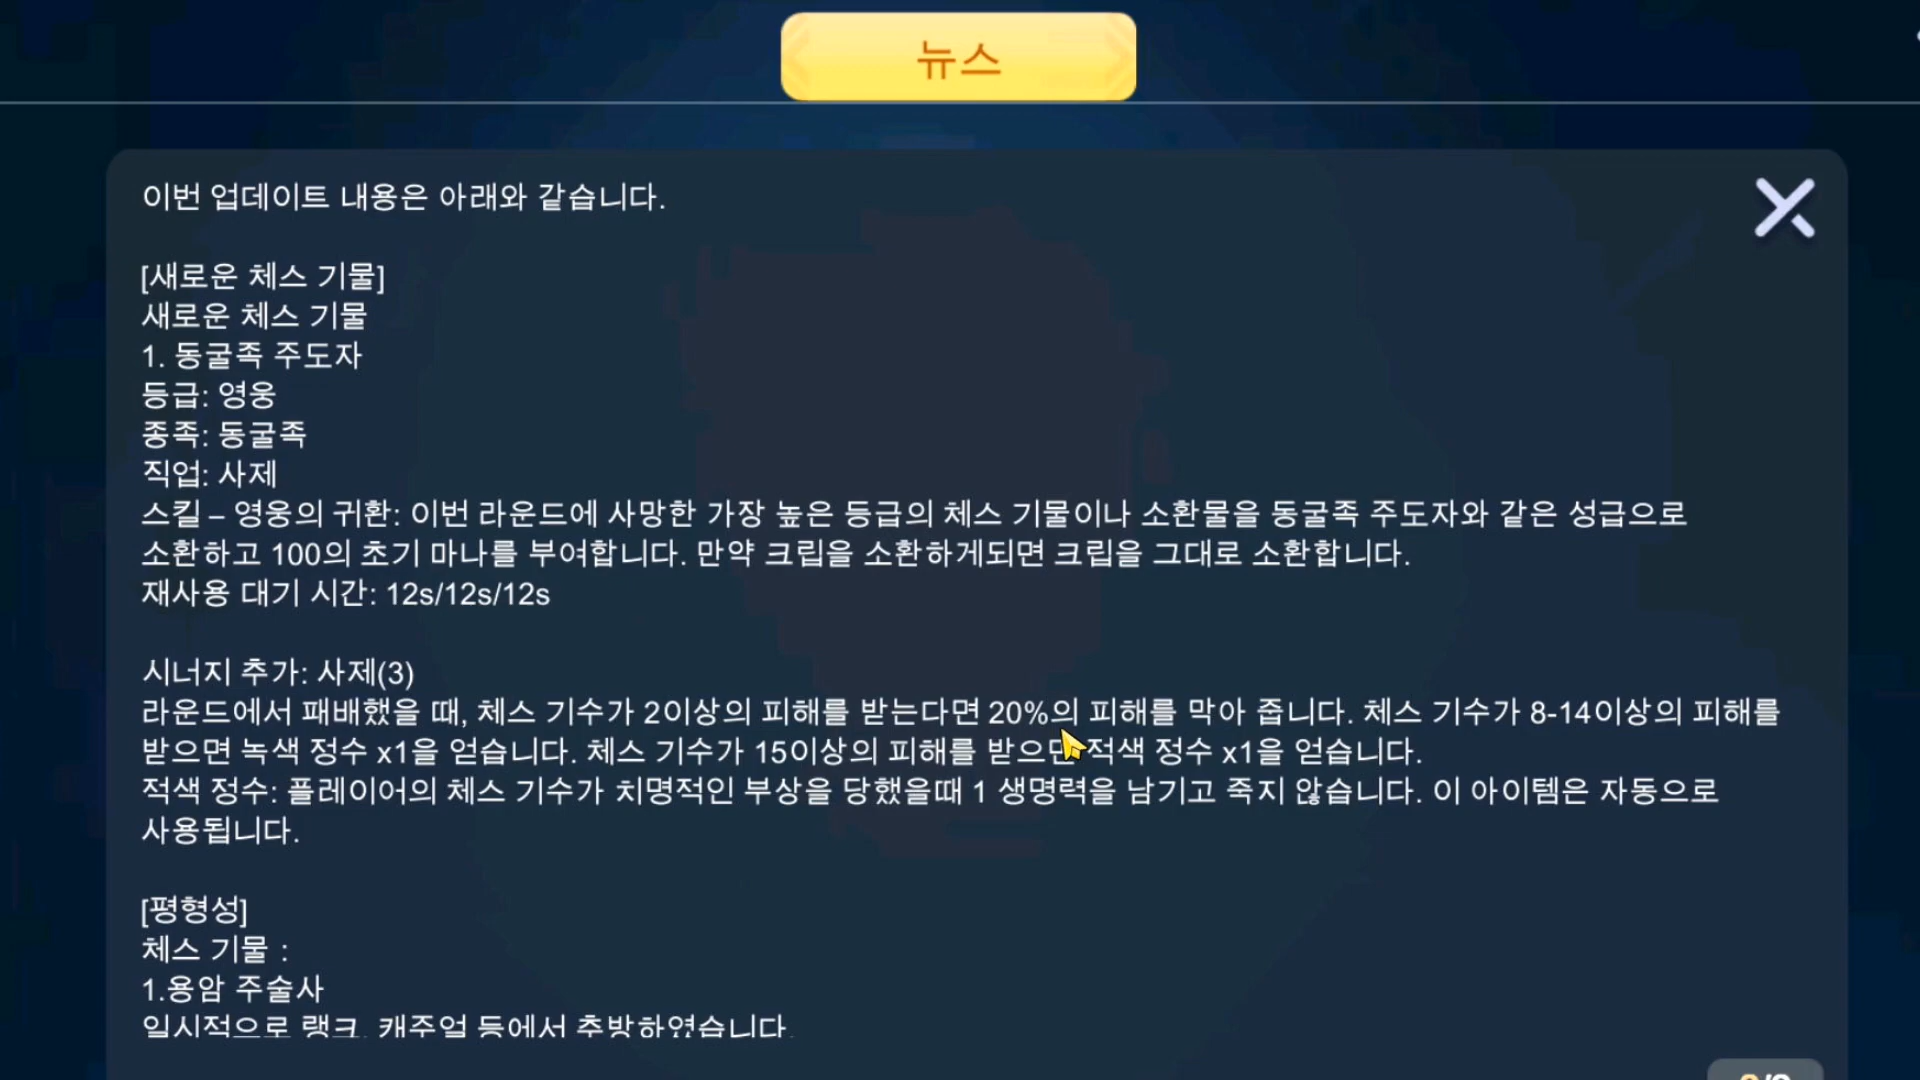 뉴스
이번 업데이트 내용은 아래와 같습니다.
[새로운 체스 기물]
새로운 체스 기물
1. 동굴족 주도자
등급: 영웅
종족: 동굴족
직업: 사제
스킬 – 영웅의 귀환: 이번 라운드에 사망한 가장 높은 등급의 체스 기물이나 소환물을 동굴족 주도자와 같은 성급으로
소환하고 100의 초기 마나를 부여합니다. 만약 크립을 소환하게되면 크립을 그대로 소환합니다.
재사용 대기 시간: 12s/12s/12s
시너지 추가: 사제(3)
라운드에서 패배했을 때, 체스 기수가 2이상의 피해를 받는다면 20%의 피해를 막아 줍니다. 체스 기수가 8-14이상의 피해를
받으면 녹색 정수 x1을 얻습니다. 체스 기수가 15이상의 피해를 받으면 적색 정수 x1을 얻습니다.
적색 정수: 플레이어의 체스 기수가 치명적인 부상을 당했을때 1 생명력을 남기고 죽지 않습니다. 이 아이템은 자동으로
사용됩니다.
[평형성]
체스 기물 :
1.용암 주술사
일시적으로 랭크, 캐주얼 등에서 추방하였습니다.